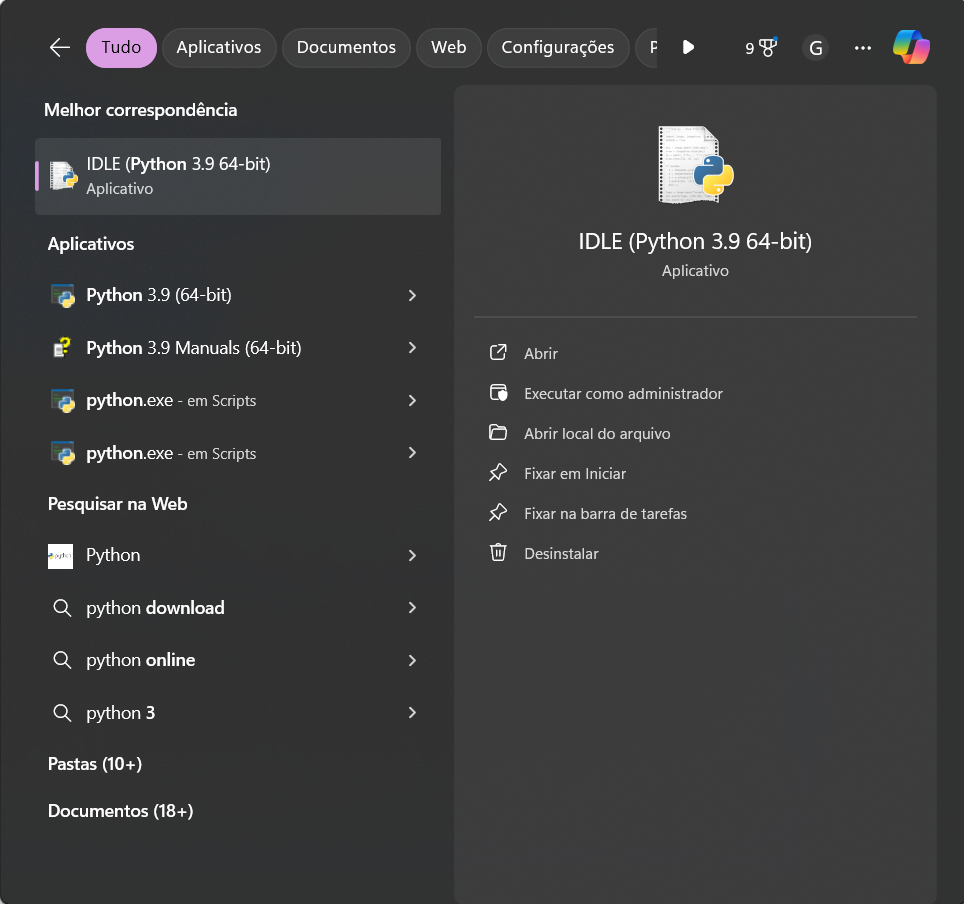 Tudo
Aplicativos
Documentos
Web
Configurações
P
9
G
Melhor correspondência
IDLE (Python 3.9 64-bit)
Aplicativo
Aplicativos
Python 3.9 (64-bit)
Python 3.9 Manuals (64-bit)
python.exe - em Scripts
python.exe - em Scripts
Pesquisar na Web
Python
python download
python online
python 3
Pastas (10+)
Documentos (18+)
IDLE (Python 3.9 64-bit)
Aplicativo
Abrir
Executar como administrador
Abrir local do arquivo
Fixar em Iniciar
Fixar na barra de tarefas
Desinstalar